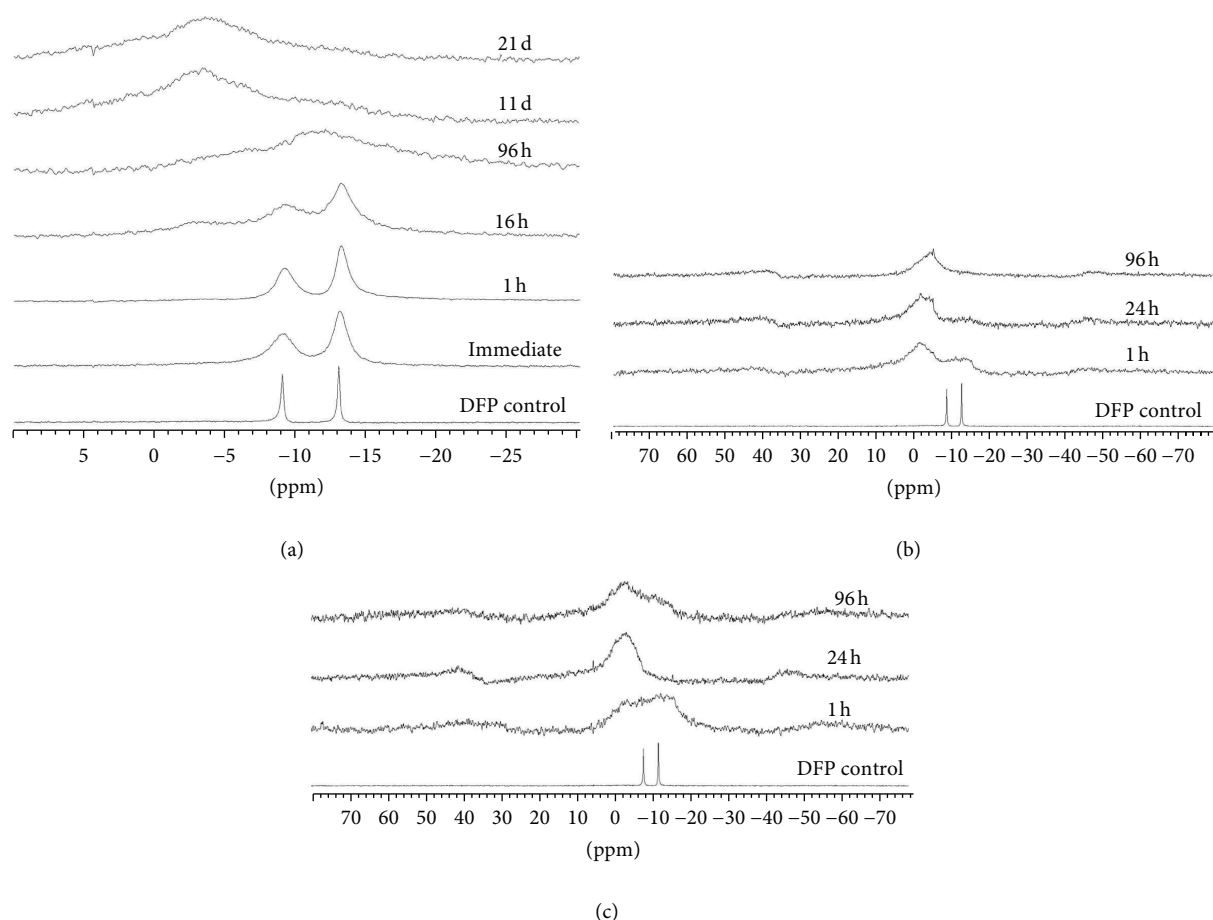 21 d
11 d
96 h
16 h
1 h
Immediate
DFP control
5 0 −5 −10 −15 −20 −25
(ppm)
(a)
96 h
24 h
1 h
DFP control
70 60 50 40 30 20 10 0 −10 −20 −30 −40 −50 −60 −70
(ppm)
(b)
96 h
24 h
1 h
DFP control
70 60 50 40 30 20 10 0 −10 −20 −30 −40 −50 −60 −70
(ppm)
(c)